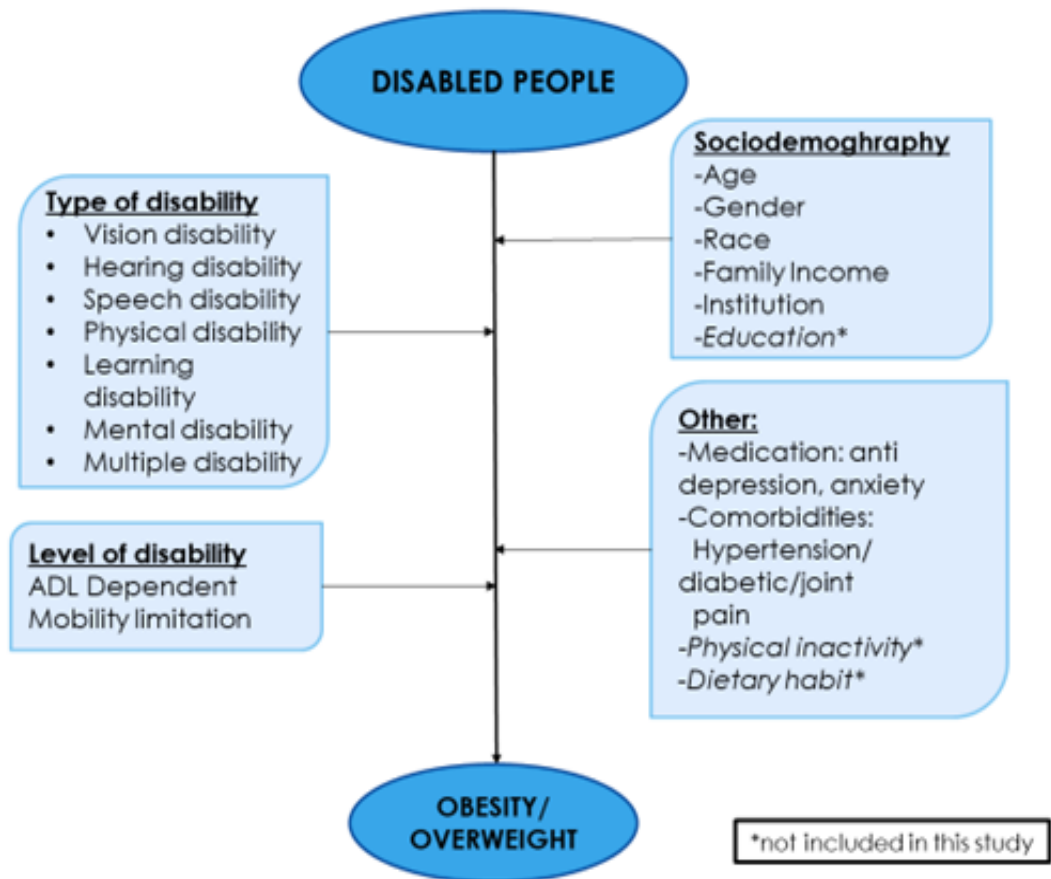 DISABLED PEOPLE
Type of disability
• Vision disability
• Hearing disability
• Speech disability
• Physical disability
• Learning
disability
• Mental disability
• Multiple disability
Level of disability
ADL Dependent
Mobility limitation
Sociodemoghraphy
-Age
-Gender
-Race
-Family Income
-Institution
-Education*
Other:
-Medication: anti
depression, anxiety
-Comorbidities:
Hypertension/
diabetic/joint
pain
-Physical inactivity*
-Dietary habit*
OBESITY/
OVERWEIGHT
*not included in this study